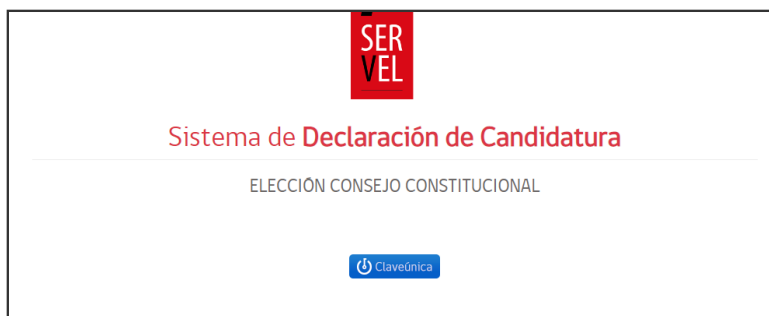 SER
VEL
Sistema de Declaración de Candidatura
ELECCIÓN CONSEJO CONSTITUCIONAL
Claveúnica